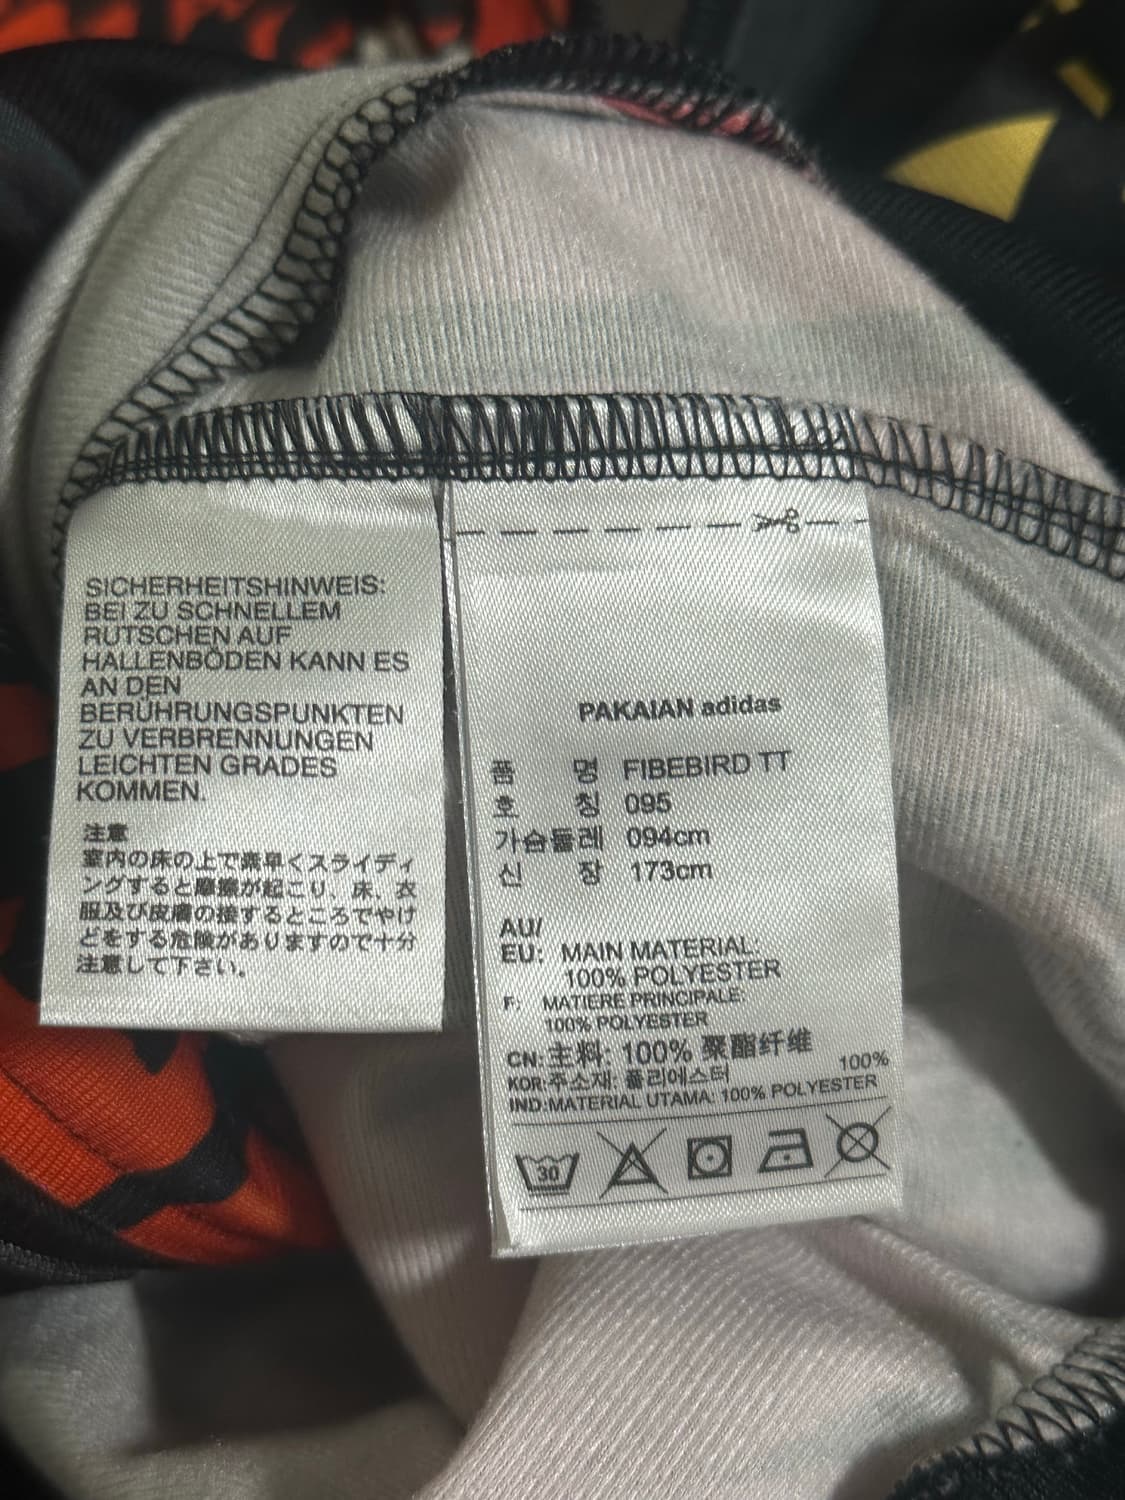 SICHERHEITSHINWEIS:
BEI ZU SCHNELLEM
RUTSCHEN AUF
HALLENBÖDEN KANN ES
AN DEN
BERÜHRUNGSPUNKTEN
ZU VERBRENNUNGEN
LEICHTEN GRADES
KOMMEN.
注意
室内の床の上で素早くスライディ
ングすると摩擦が起こり、床、衣
服及び皮膚の接するところでやけ
どをする危険がありますので十分
注意して下さい。
PAKAIAN adidas
품 명 FIBEBIRD TT
호 칭 095
가슴둘레 094cm
신 장 173cm
AU/
EU: MAIN MATERIAL:
100% POLYESTER
F: MATIERE PRINCIPALE:
100% POLYESTER
CN: 主料: 100% 聚酯纤维
KOR: 주소재: 폴리에스터 100%
IND: MATERIAL UTAMA: 100% POLYESTER
30